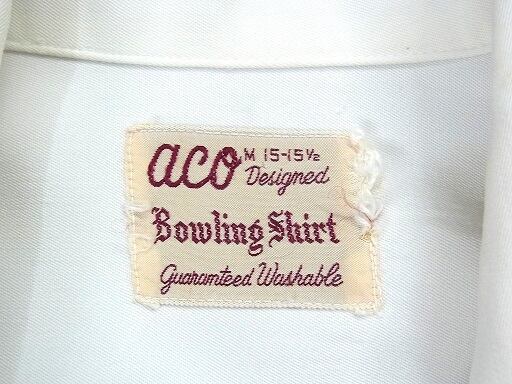 aco M 15-15½
Designed
Bowling Shirt
Guaranteed Washable